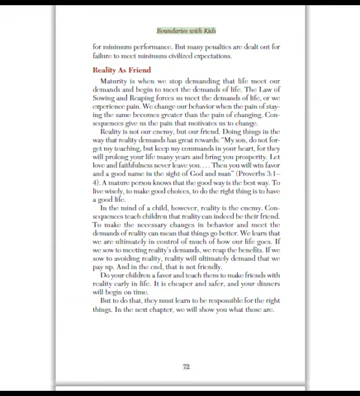 Boundaries with Kids
for minimum performance. But many penalties are dealt out for
failure to meet minimum civilized expectations.
Reality As Friend
Maturity is when we stop demanding that life meet our
demands and begin to meet the demands of life. The Law of
Sowing and Reaping forces us meet the demands of life, or we
experience pain. We change our behavior when the pain of stay-
ing the same becomes greater than the pain of changing. Con-
sequences give us the pain that motivates us to change.
Reality is not our enemy, but our friend. Doing things in the
way that reality demands has great rewards: "My son, do not for-
get my teaching, but keep my commands in your heart, for they
will prolong your life many years and bring you prosperity. Let
love and faithfulness never leave you. . . . Then you will win favor
and a good name in the sight of God and man" (Proverbs 3:1–
4). A mature person knows that the good way is the best way. To
live wisely, to make good choices, to do the right thing is to have
a good life.
In the mind of a child, however, reality is the enemy. Con-
sequences teach children that reality can indeed be their friend.
To make the necessary changes in behavior and meet the
demands of reality can mean that things go better. We learn that
we are ultimately in control of much of how our life goes. If
we sow to meeting reality's demands, we reap the benefits. If we
sow to avoiding reality, reality will ultimately demand that we
pay up. And in the end, that is not friendly.
Do your children a favor and teach them to make friends with
reality early in life. It is cheaper and safer, and your dinners
will begin on time.
But to do that, they must learn to be responsible for the right
things. In the next chapter, we will show you what those are.
72